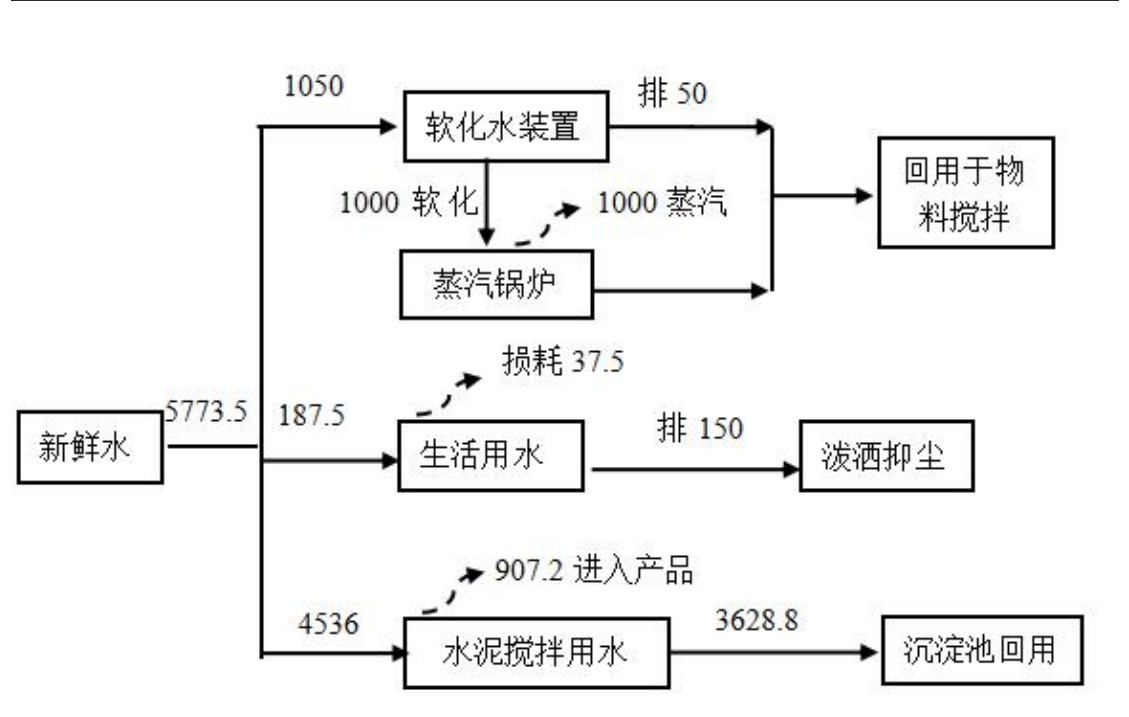 1050
排 50
软化水装置
回用于物
料搅拌
1000 软化
1000 蒸汽
蒸汽锅炉
损耗 37.5
5773.5
187.5
新鲜水
生活用水
排 150
泼洒抑尘
907.2 进入产品
4536
水泥搅拌用水
3628.8
沉淀池回用